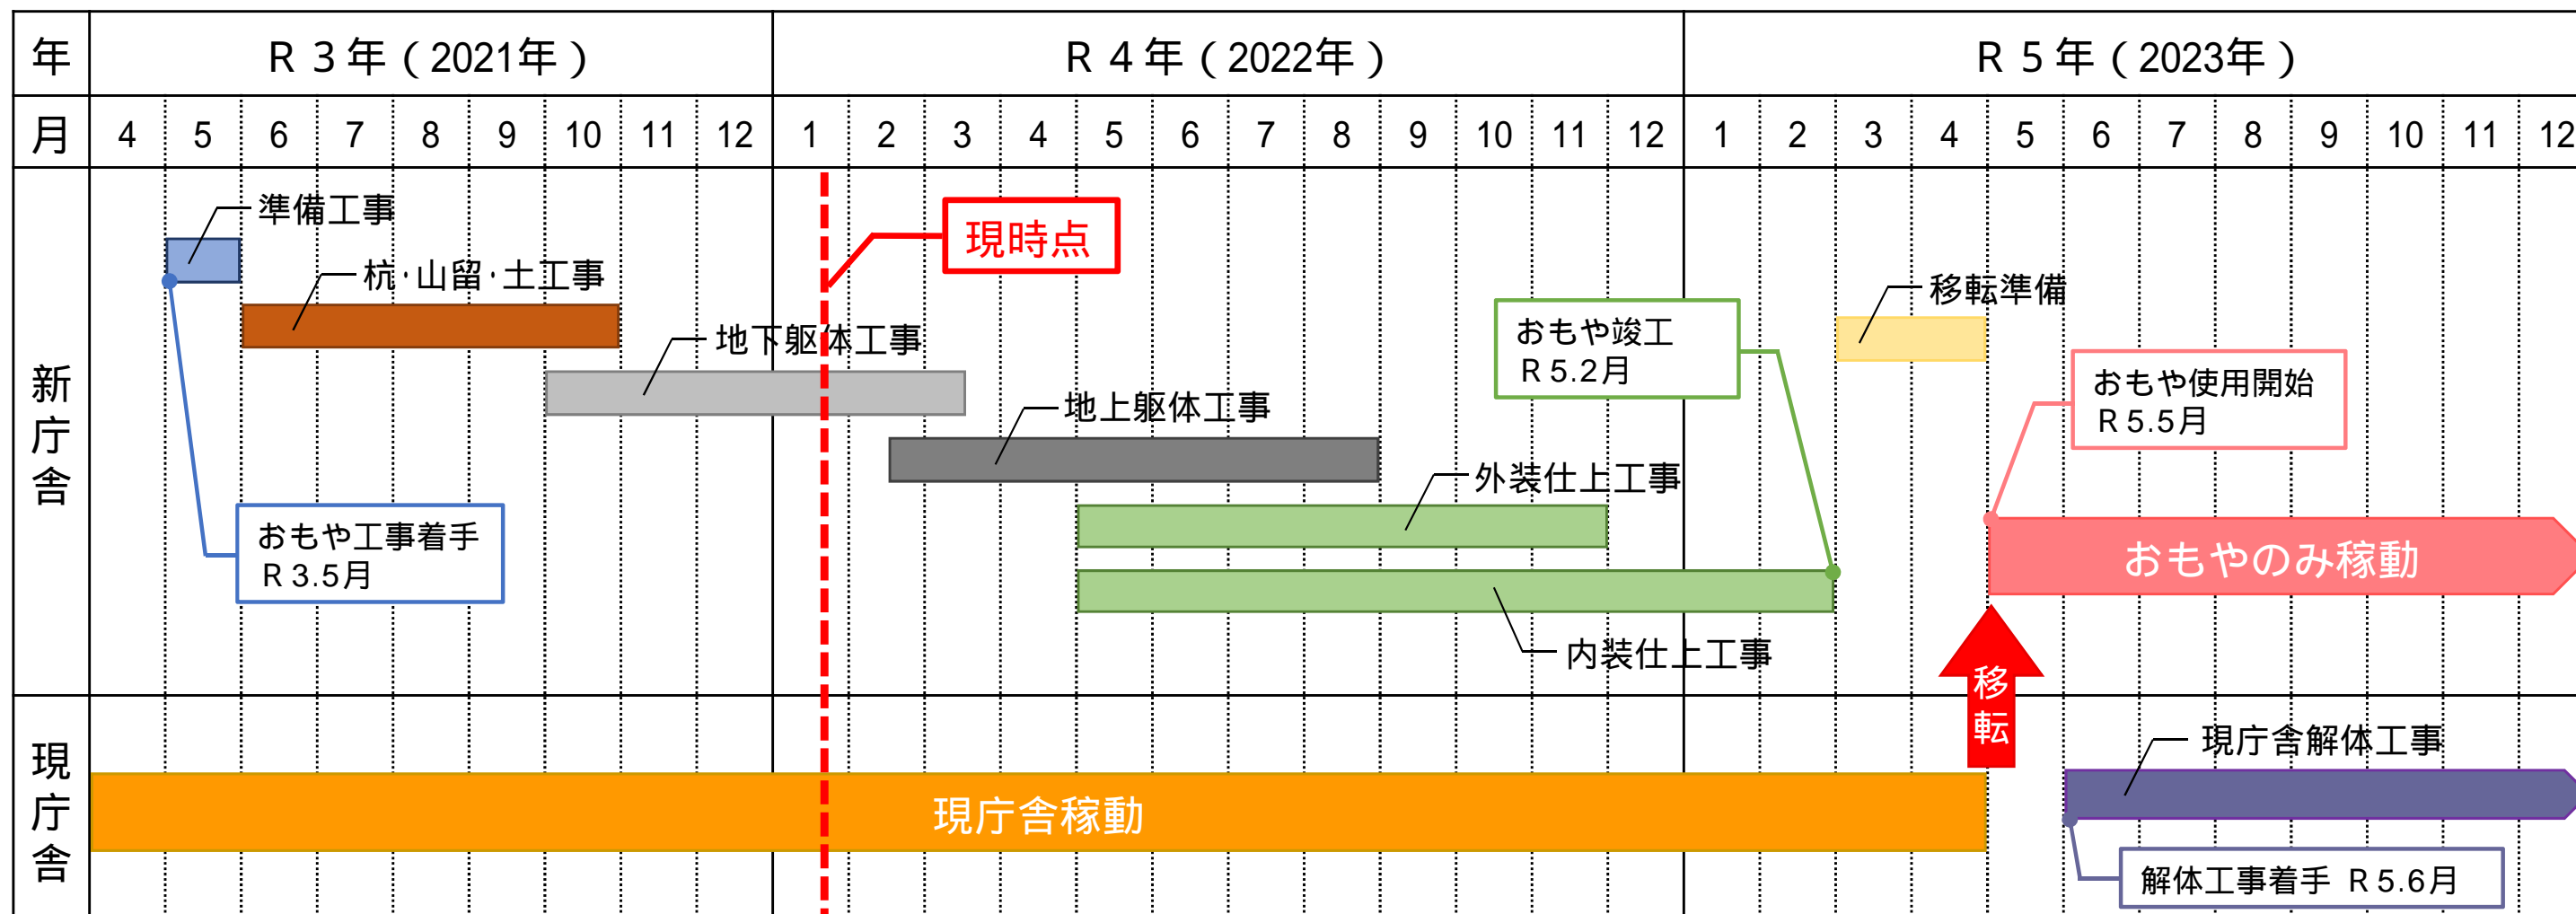 年
R 3 年 ( 2021年 )
R 4 年 ( 2022年 )
R 5 年 ( 2023年 )
月
4 5 6 7 8 9 10 11 12 1 2 3 4 5 6 7 8 9 10 11 12 1 2 3 4 5 6 7 8 9 10 11 12
新庁舎
準備工事
現時点
杭・山留・土工事
移転準備
地下躯体工事
おもや竣工
R 5.2月
おもや使用開始
R 5.5月
地上躯体工事
外装仕上工事
おもや工事着手
R 3.5月
おもやのみ稼動
内装仕上工事
移転
現庁舎
現庁舎解体工事
現庁舎稼動
解体工事着手 R 5.6月